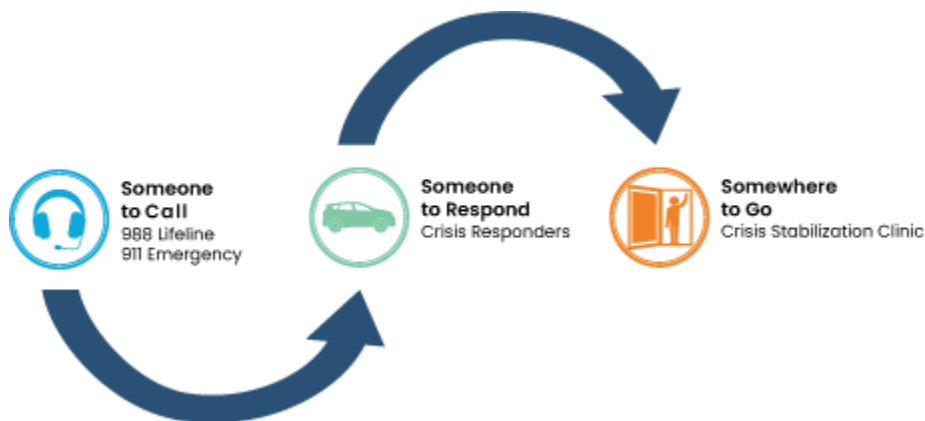 Someone
to Call
988 Lifeline
911 Emergency
Someone
to Respond
Crisis Responders
Somewhere
to Go
Crisis Stabilization Clinic